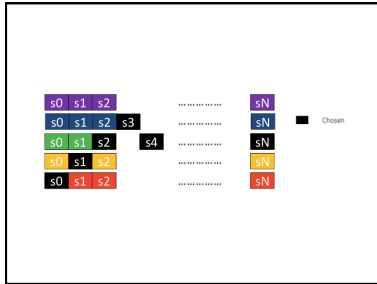 s0 s1 s2 ............... sN
s0 s1 s2 s3 ............... sN Chosen
s0 s1 s2 s4 ............... sN
s0 s1 s2 ............... sN
s0 s1 s2 ............... sN